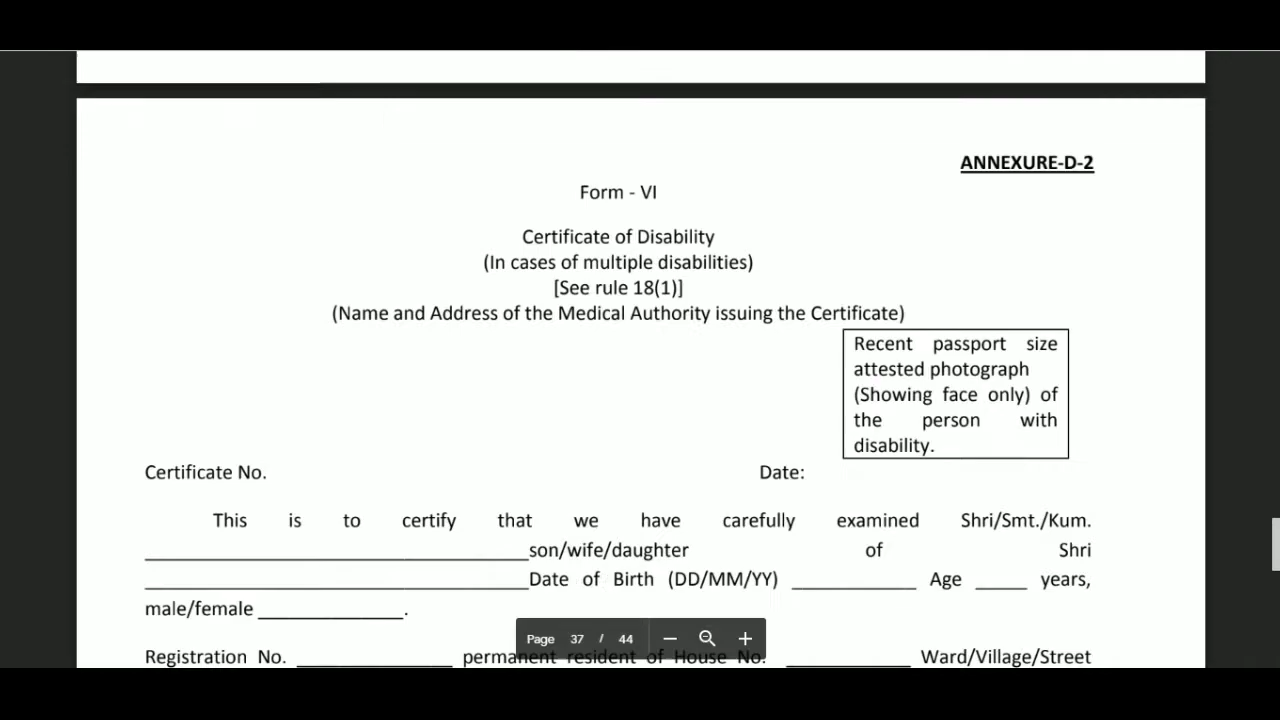 ANNEXURE-D-2
Form - VI
Certificate of Disability
(In cases of multiple disabilities)
[See rule 18(1)]
(Name and Address of the Medical Authority issuing the Certificate)
Recent passport size
attested photograph
(Showing face only) of
the person with
disability.
Certificate No. Date:
This is to certify that we have carefully examined Shri/Smt./Kum.
____________________________________son/wife/daughter of Shri
____________________________________Date of Birth (DD/MM/YY) ____________ Age _____ years,
male/female ______________.
Page 37 / 44
Registration No. _______________ permanent resident of House No. ____________ Ward/Village/Street